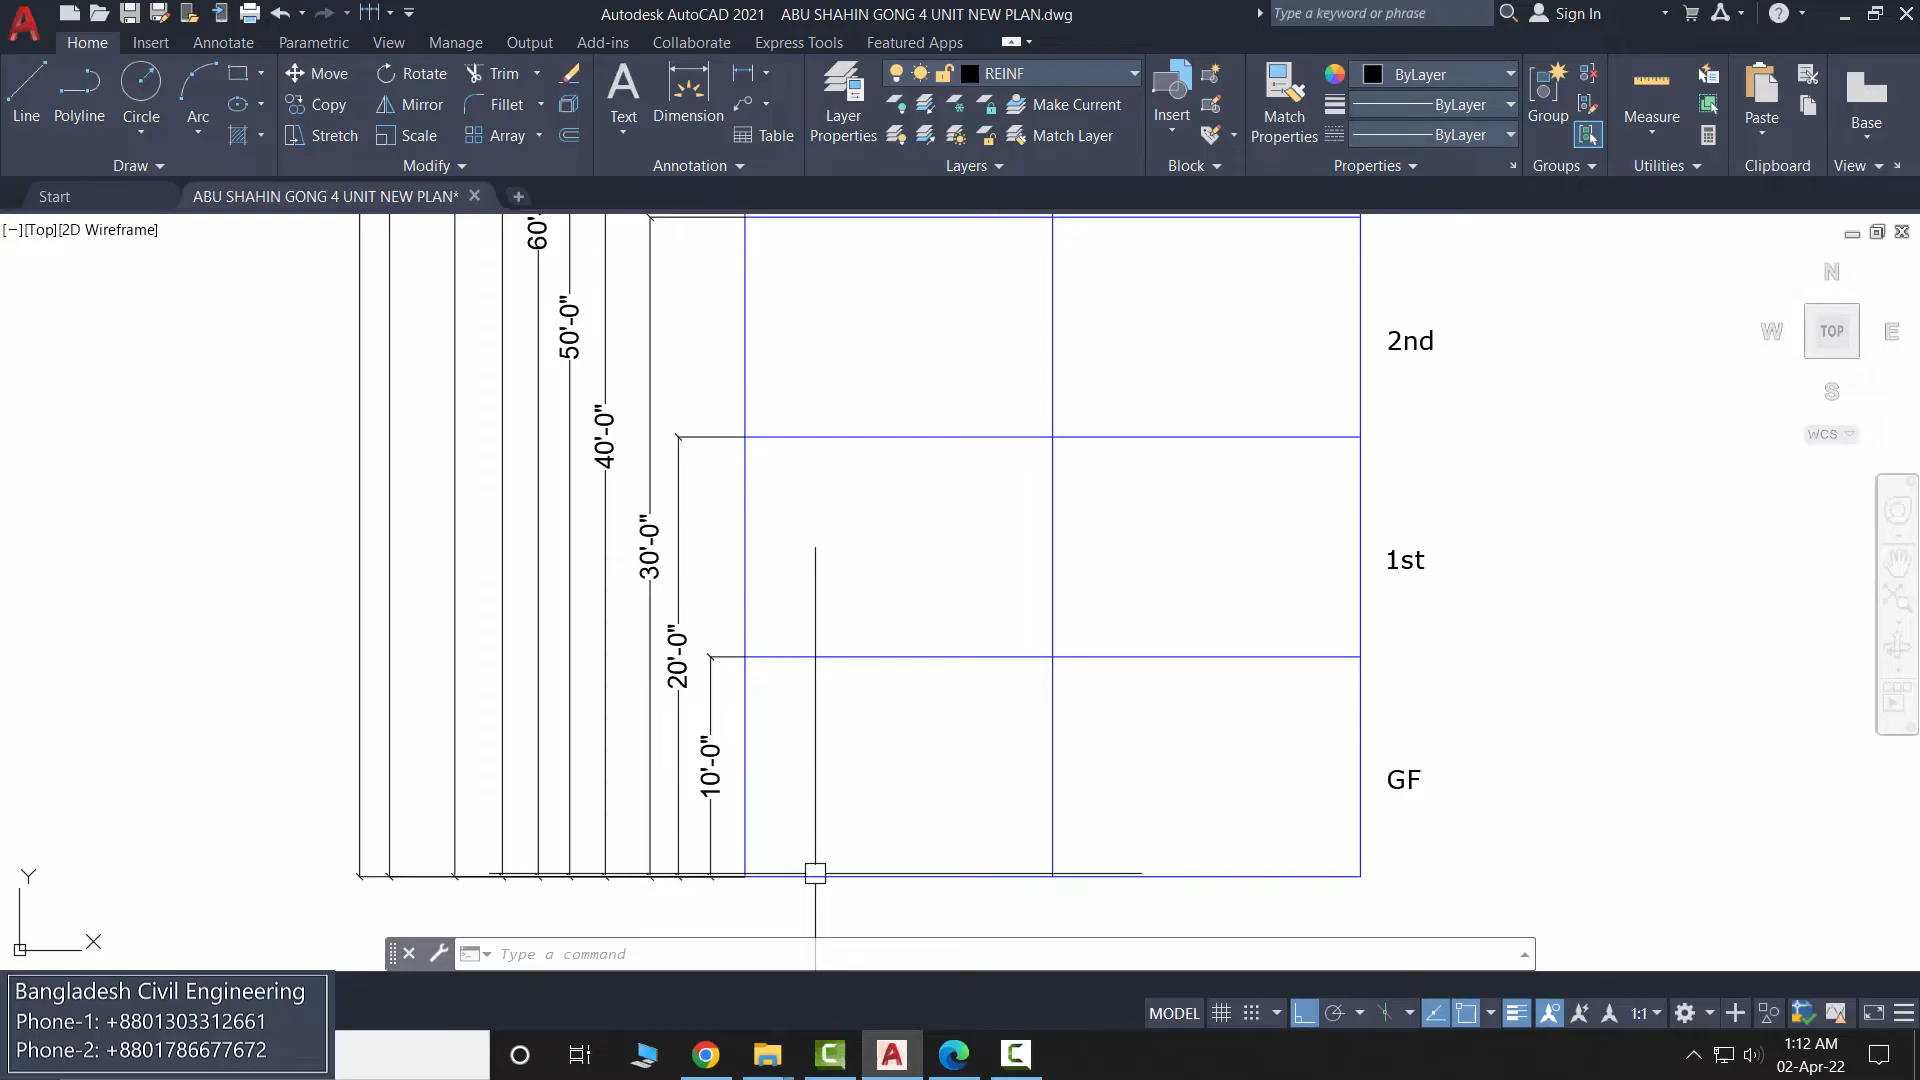 Autodesk AutoCAD 2021 ABU SHAHIN GONG 4 UNIT NEW PLAN.dwg
Type a keyword or phrase
Sign In
Home Insert Annotate Parametric View Manage Output Add-ins Collaborate Express Tools Featured Apps
Line Polyline Circle Arc
Move Rotate Trim
Copy Mirror Fillet
Stretch Scale Array
Text Dimension Table
Layer Properties
REINF
Make Current
Match Layer
Insert
Match Properties
ByLayer
ByLayer
ByLayer
Group
Measure
Paste
Base
Draw Modify Annotation Layers Block Properties Groups Utilities Clipboard View
Start ABU SHAHIN GONG 4 UNIT NEW PLAN*
[−][Top][2D Wireframe]
N
W TOP E
S
WCS
60'
50'-0"
40'-0"
30'-0"
20'-0"
10'-0"
2nd
1st
GF
Y
X
Type a command
Bangladesh Civil Engineering
Phone-1: +8801303312661
Phone-2: +8801786677672
MODEL
1:1
1:12 AM
02-Apr-22